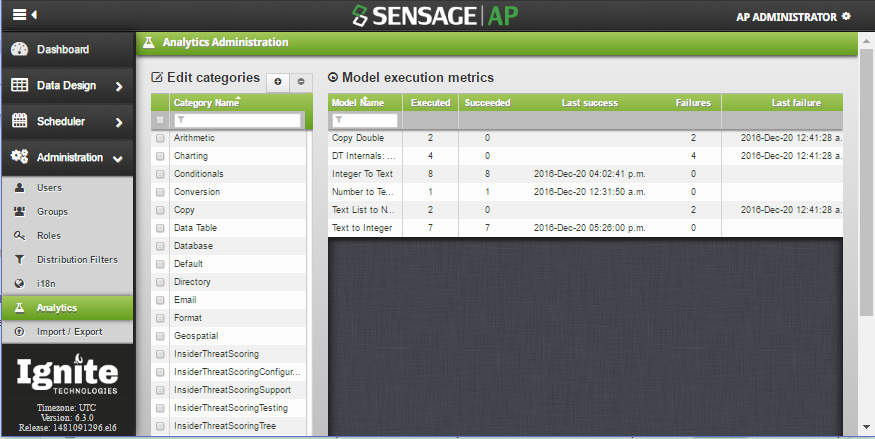 SENSAGE AP
AP ADMINISTRATOR
Dashboard
Data Design
Scheduler
Administration
Users
Groups
Roles
Distribution Filters
i18n
Analytics
Import / Export
Ignite
TECHNOLOGIES
Timezone: UTC
Version: 6.3.0
Release: 1481091296.el6
Analytics Administration
Edit categories
Category Name
Arithmetic
Charting
Conditionals
Conversion
Copy
Data Table
Database
Default
Directory
Email
Format
Geospatial
InsiderThreatScoring
InsiderThreatScoringConfigur...
InsiderThreatScoringSupport
InsiderThreatScoringTesting
InsiderThreatScoringTree
Model execution metrics
Model Name Executed Succeeded Last success Failures Last failure
Copy Double 2 0 2 2016-Dec-20 12:41:28 a.
DT Internals: ... 4 0 4 2016-Dec-20 12:41:28 a.
Integer To Text 8 8 2016-Dec-20 04:02:41 p.m. 0
Number to Te... 1 1 2016-Dec-20 12:31:50 a.m. 0
Text List to N... 2 0 2 2016-Dec-20 12:41:28 a.
Text to Integer 7 7 2016-Dec-20 05:26:00 p.m. 0